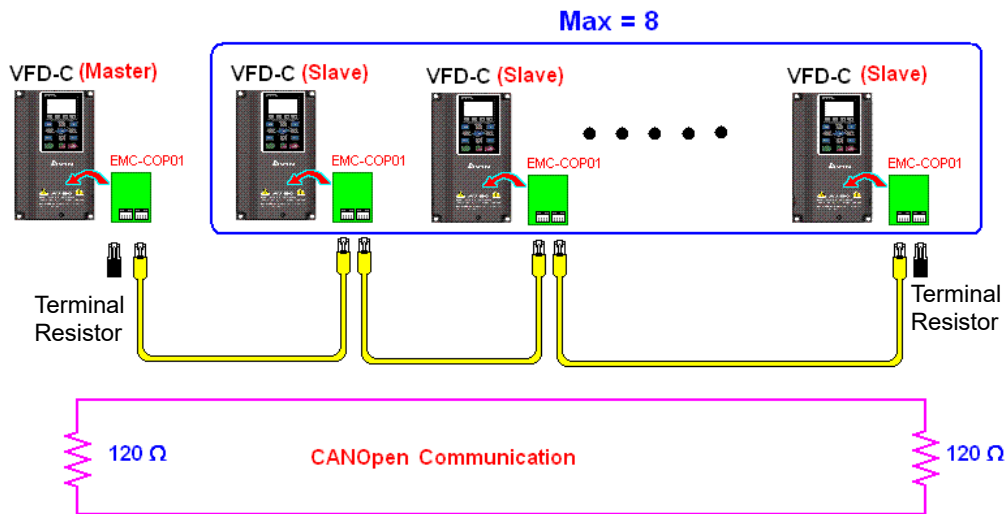 Max = 8
VFD-C (Master)
VFD-C (Slave)
VFD-C (Slave)
VFD-C (Slave)
EMC-COP01
EMC-COP01
EMC-COP01
EMC-COP01
Terminal
Resistor
Terminal
Resistor
120 Ω
CANOpen Communication
120 Ω